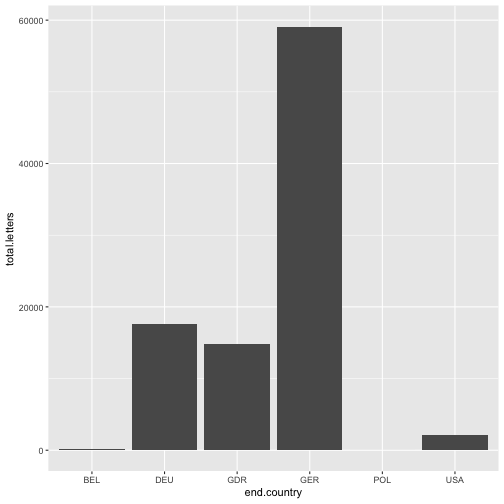 60000
40000
20000
0
total.letters
BEL DEU GDR GER POL USA
end.country